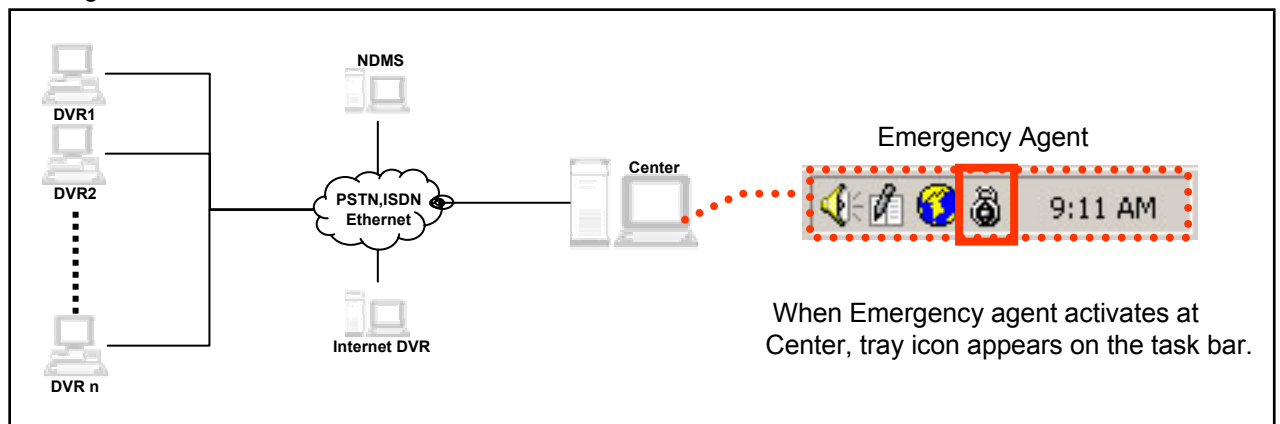 DVR1
DVR2
DVR n
NDMS
PSTN,ISDN
Ethernet
Internet DVR
Center
Emergency Agent
9:11 AM
When Emergency agent activates at
Center, tray icon appears on the task bar.